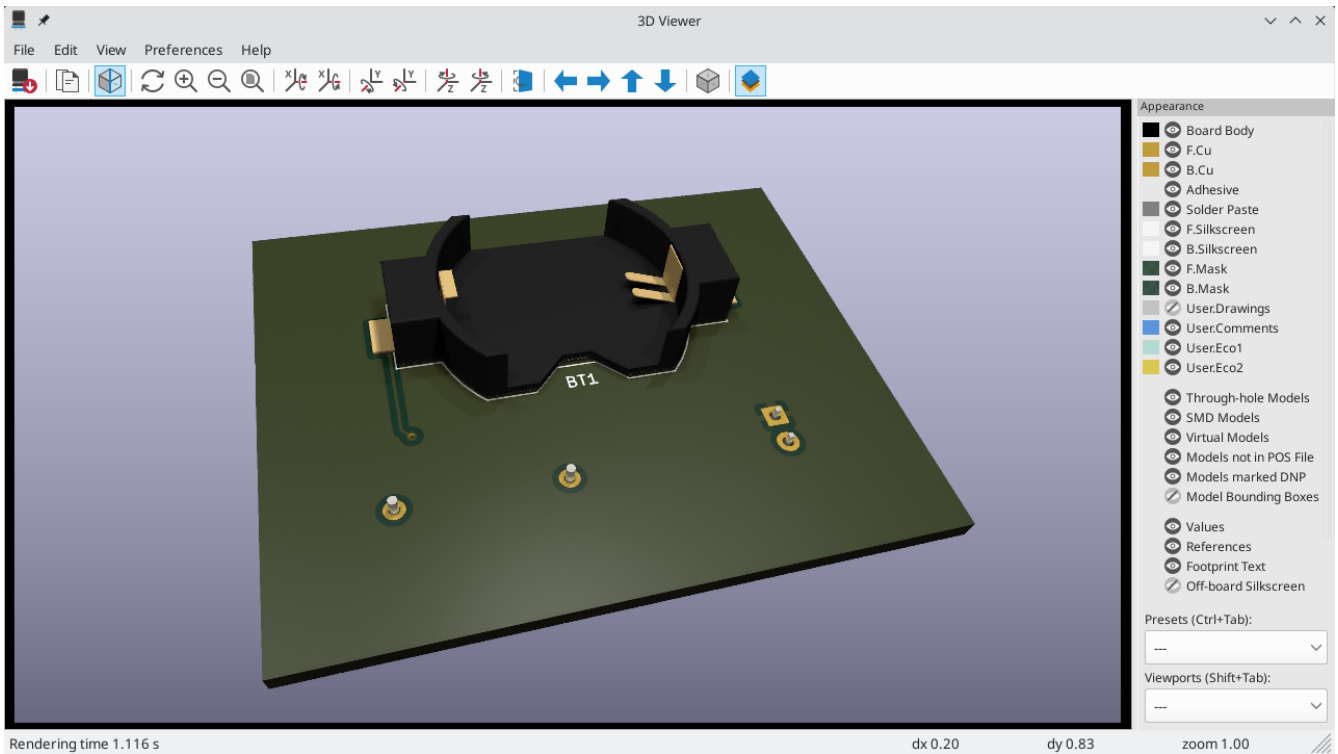 3D Viewer
File Edit View Preferences Help
Appearance
Board Body
F.Cu
B.Cu
Adhesive
Solder Paste
F.Silkscreen
B.Silkscreen
F.Mask
B.Mask
User.Drawings
User.Comments
User.Eco1
User.Eco2
Through-hole Models
SMD Models
Virtual Models
Models not in POS File
Models marked DNP
Model Bounding Boxes
Values
References
Footprint Text
Off-board Silkscreen
Presets (Ctrl+Tab):
---
Viewports (Shift+Tab):
---
BT1
Rendering time 1.116 s dx 0.20 dy 0.83 zoom 1.00